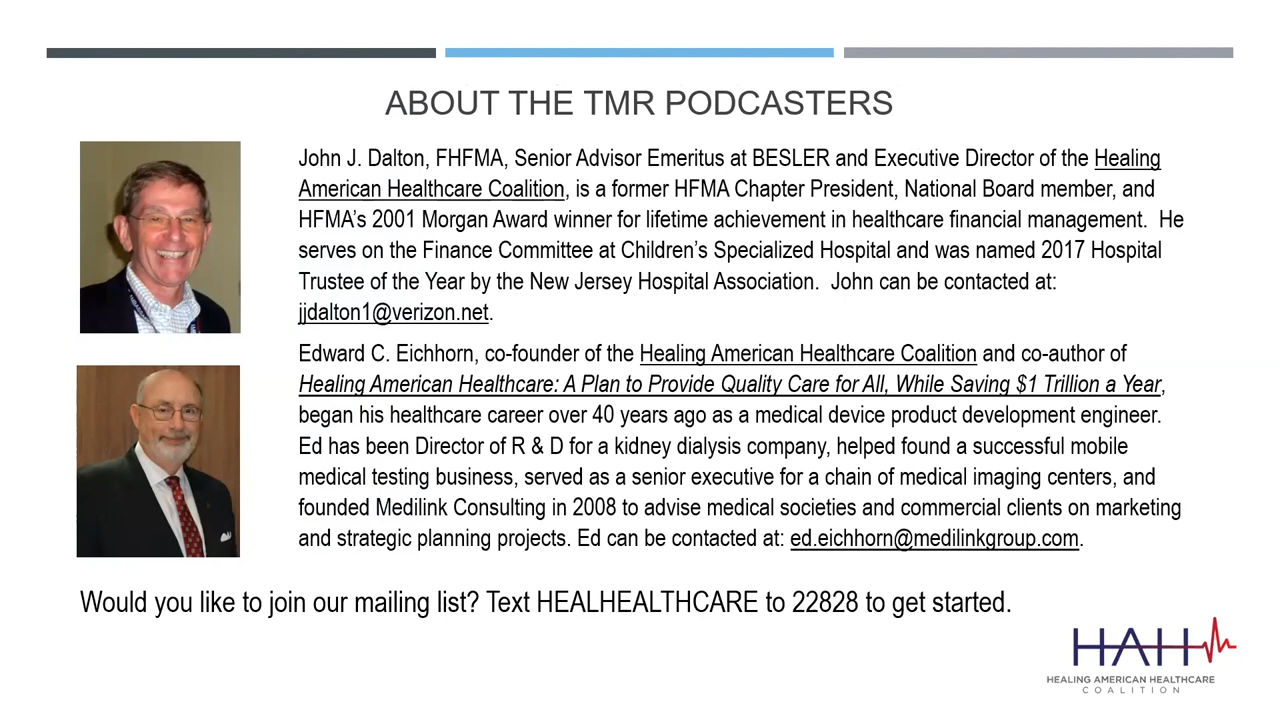 ABOUT THE TMR PODCASTERS
John J. Dalton, FHFMA, Senior Advisor Emeritus at BESLER and Executive Director of the Healing
American Healthcare Coalition, is a former HFMA Chapter President, National Board member, and
HFMA’s 2001 Morgan Award winner for lifetime achievement in healthcare financial management.  He
serves on the Finance Committee at Children’s Specialized Hospital and was named 2017 Hospital
Trustee of the Year by the New Jersey Hospital Association.  John can be contacted at:
jjdalton1@verizon.net.
Edward C. Eichhorn, co-founder of the Healing American Healthcare Coalition and co-author of
Healing American Healthcare: A Plan to Provide Quality Care for All, While Saving $1 Trillion a Year,
began his healthcare career over 40 years ago as a medical device product development engineer.
Ed has been Director of R & D for a kidney dialysis company, helped found a successful mobile
medical testing business, served as a senior executive for a chain of medical imaging centers, and
founded Medilink Consulting in 2008 to advise medical societies and commercial clients on marketing
and strategic planning projects. Ed can be contacted at: ed.eichhorn@medilinkgroup.com.
Would you like to join our mailing list? Text HEALHEALTHCARE to 22828 to get started.
HAH
HEALING AMERICAN HEALTHCARE
COALITION